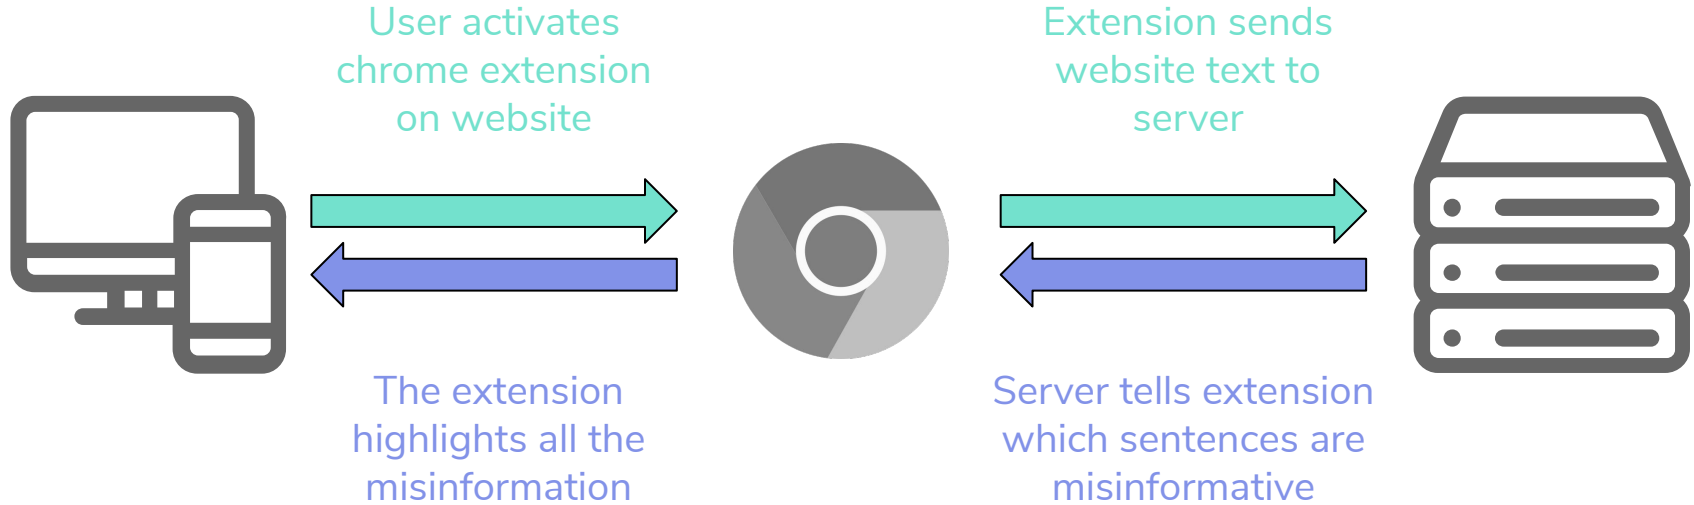 User activates
chrome extension
on website
Extension sends
website text to
server
The extension
highlights all the
misinformation
Server tells extension
which sentences are
misinformative